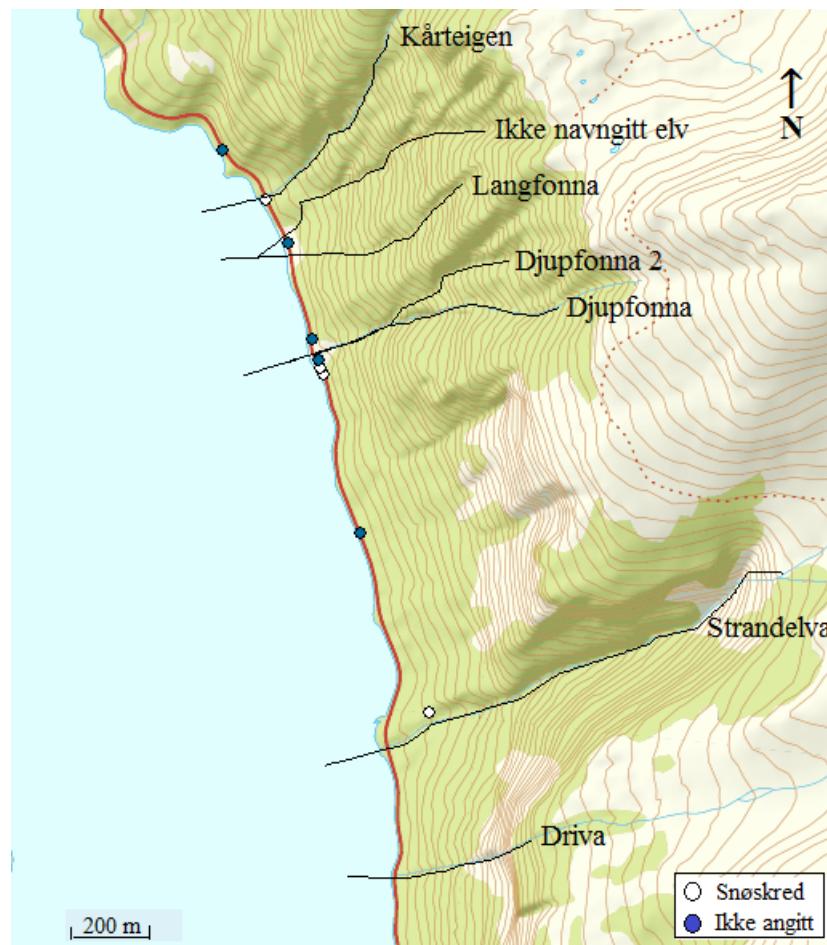 Kårteigen
N
Ikke navngitt elv
Langfonna
Djupfonna 2
Djupfonna
Strandelva
Driva
Snøskred
Ikke angitt
200 m